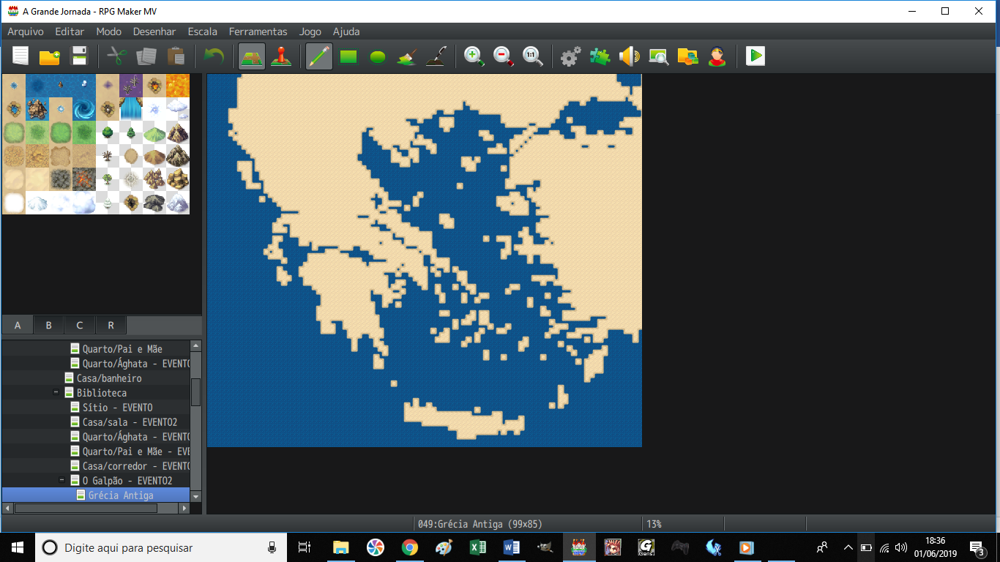 A Grande Jornada - RPG Maker MV
Arquivo Editar Modo Desenhar Escala Ferramentas Jogo Ajuda
1:1
A B C R
Quarto/Pai e Mãe
Quarto/Ághata - EVENTO
Casa/banheiro
Biblioteca
Sítio - EVENTO
Casa/sala - EVENTO2
Quarto/Ághata - EVENTO
Quarto/Pai e Mãe - EVE
Casa/corredor - EVENTO
O Galpão - EVENTO2
Grécia Antiga
049:Grécia Antiga (99x85) 13%
Digite aqui para pesquisar
18:36
01/06/2019
3